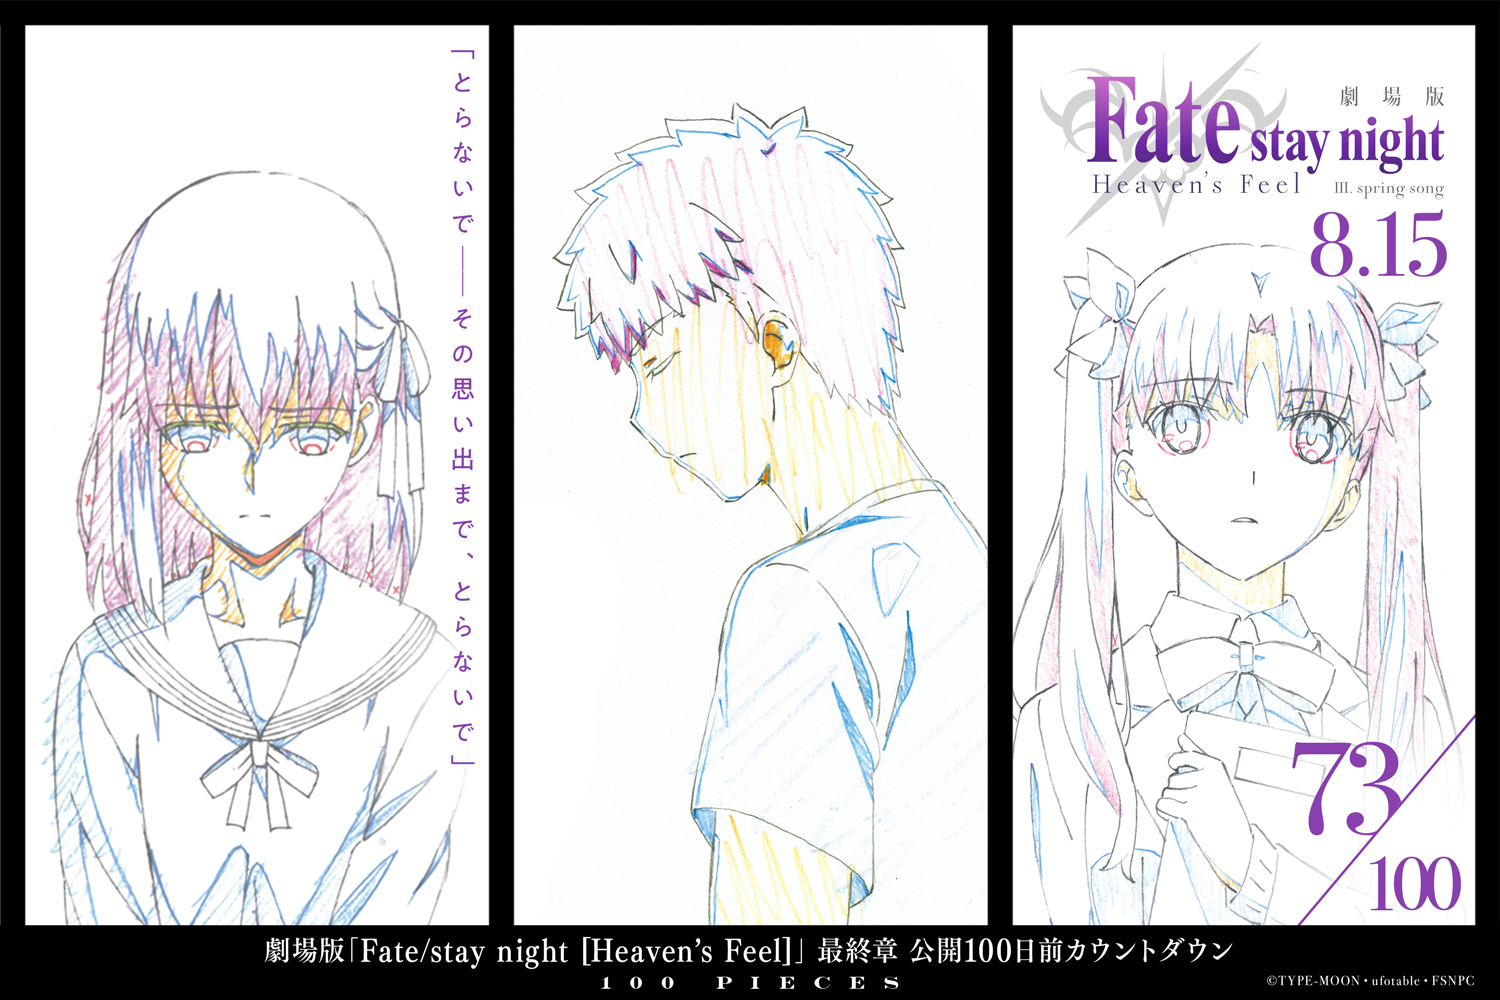 「とらないで――その思い出まで、とらないで」
劇場版
Fate stay night
Heaven's Feel
III. spring song
8.15
73/100
劇場版「Fate/stay night [Heaven's Feel]」 最終章 公開100日前カウントダウン
100 PIECES
©TYPE-MOON・ufotable・FSNPC